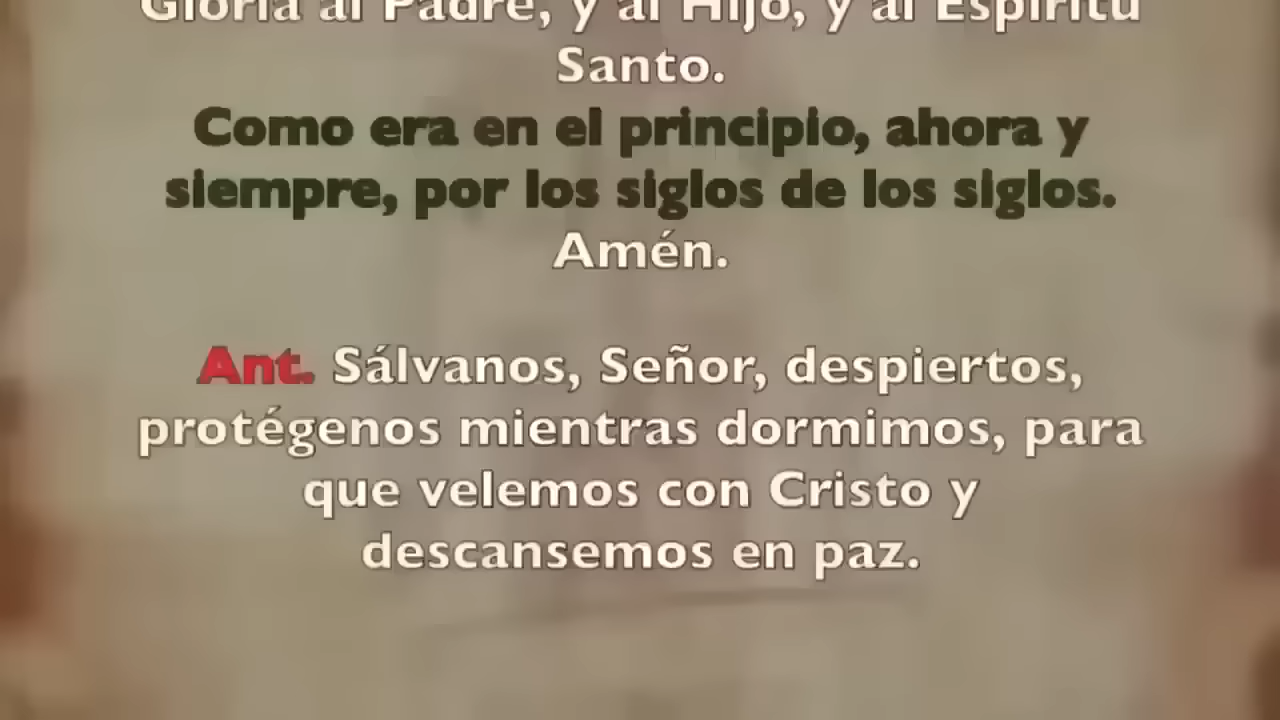 Gloria al Padre, y al Hijo, y al Espíritu
Santo.
Como era en el principio, ahora y
siempre, por los siglos de los siglos.
Amén.
Ant. Sálvanos, Señor, despiertos,
protégenos mientras dormimos, para
que velemos con Cristo y
descansemos en paz.